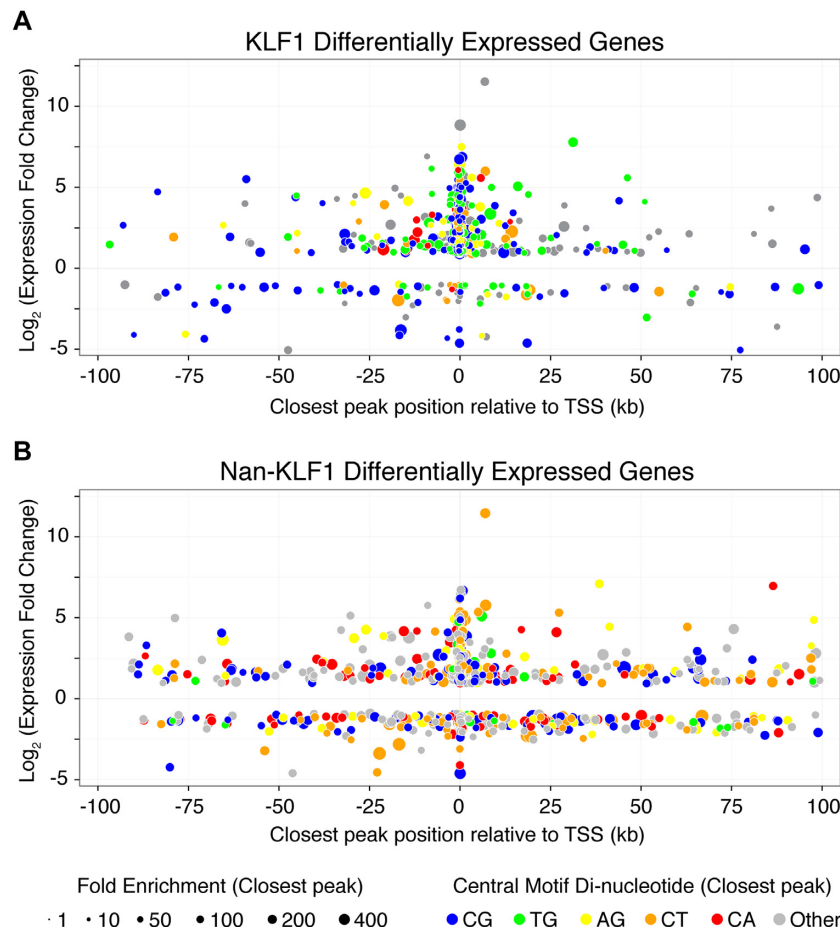 A
KLF1 Differentially Expressed Genes
Log2 (Expression Fold Change)
10
5
0
-5
-100 -75 -50 -25 0 25 50 75 100
Closest peak position relative to TSS (kb)
B
Nan-KLF1 Differentially Expressed Genes
Log2 (Expression Fold Change)
10
5
0
-5
-100 -75 -50 -25 0 25 50 75 100
Closest peak position relative to TSS (kb)
Fold Enrichment (Closest peak) Central Motif Di-nucleotide (Closest peak)
1 10 50 100 200 400 CG TG AG CT CA Other